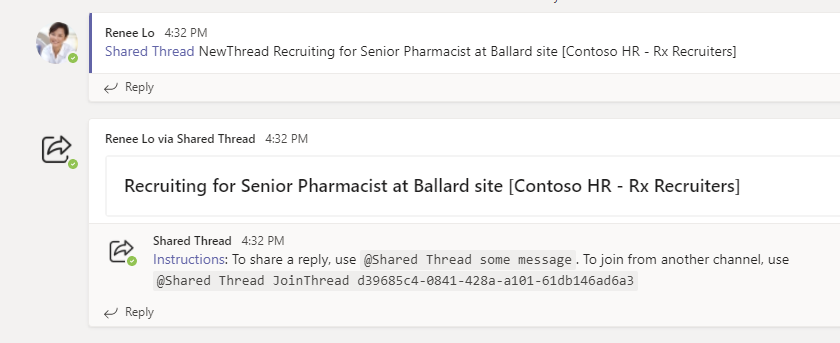 Renee Lo 4:32 PM
Shared Thread NewThread Recruiting for Senior Pharmacist at Ballard site [Contoso HR - Rx Recruiters]
Reply
Renee Lo via Shared Thread 4:32 PM
Recruiting for Senior Pharmacist at Ballard site [Contoso HR - Rx Recruiters]
Shared Thread 4:32 PM
Instructions: To share a reply, use @Shared Thread some message. To join from another channel, use
@Shared Thread JoinThread d39685c4-0841-428a-a101-61db146ad6a3
Reply